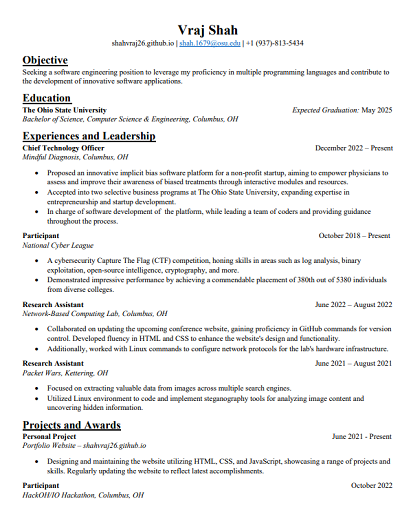 Vraj Shah
shahvraj26.github.io | shah.1679@osu.edu | +1 (937)-813-5434
Objective
Seeking a software engineering position to leverage my proficiency in multiple programming languages and contribute to
the development of innovative software applications.
Education
The Ohio State University Expected Graduation: May 2025
Bachelor of Science, Computer Science & Engineering, Columbus, OH
Experiences and Leadership
Chief Technology Officer December 2022 – Present
Mindful Diagnosis, Columbus, OH
• Proposed an innovative implicit bias software platform for a non-profit startup, aiming to empower physicians to
assess and improve their awareness of biased treatments through interactive modules and resources.
• Accepted into two selective business programs at The Ohio State University, expanding expertise in
entrepreneurship and startup development.
• In charge of software development of the platform, while leading a team of coders and providing guidance
throughout the process.
Participant October 2018 – Present
National Cyber League
• A cybersecurity Capture The Flag (CTF) competition, honing skills in areas such as log analysis, binary
exploitation, open-source intelligence, cryptography, and more.
• Demonstrated impressive performance by achieving a commendable placement of 380th out of 5380 individuals
from diverse colleges.
Research Assistant June 2022 – August 2022
Network-Based Computing Lab, Columbus, OH
• Collaborated on updating the upcoming conference website, gaining proficiency in GitHub commands for version
control. Developed fluency in HTML and CSS to enhance the website's design and functionality.
• Additionally, worked with Linux commands to configure network protocols for the lab's hardware infrastructure.
Research Assistant June 2021 – August 2021
Packet Wars, Kettering, OH
• Focused on extracting valuable data from images across multiple search engines.
• Utilized Linux environment to code and implement steganography tools for analyzing image content and
uncovering hidden information.
Projects and Awards
Personal Project June 2021 - Present
Portfolio Website – shahvraj26.github.io
• Designing and maintaining the website utilizing HTML, CSS, and JavaScript, showcasing a range of projects and
skills. Regularly updating the website to reflect latest accomplishments.
Participant October 2022
HackOH/IO Hackathon, Columbus, OH